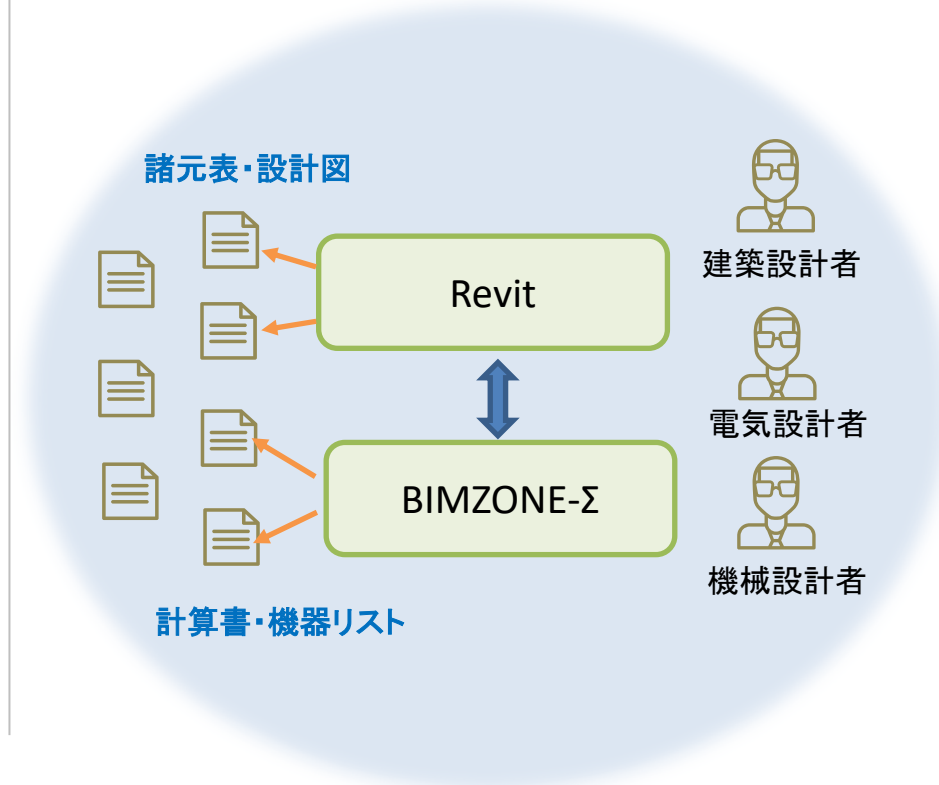 諸元表・設計図
Revit
建築設計者
電気設計者
BIMZONE-Σ
機械設計者
計算書・機器リスト